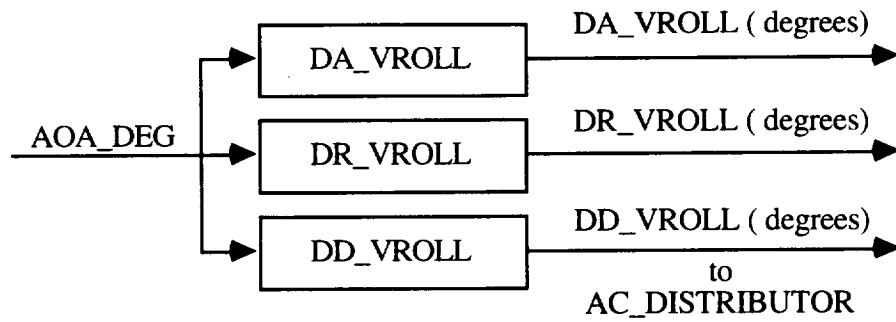 DA_VROLL ( degrees)
DA_VROLL
AOA_DEG
DR_VROLL ( degrees)
DR_VROLL
DD_VROLL ( degrees)
DD_VROLL
to
AC_DISTRIBUTOR